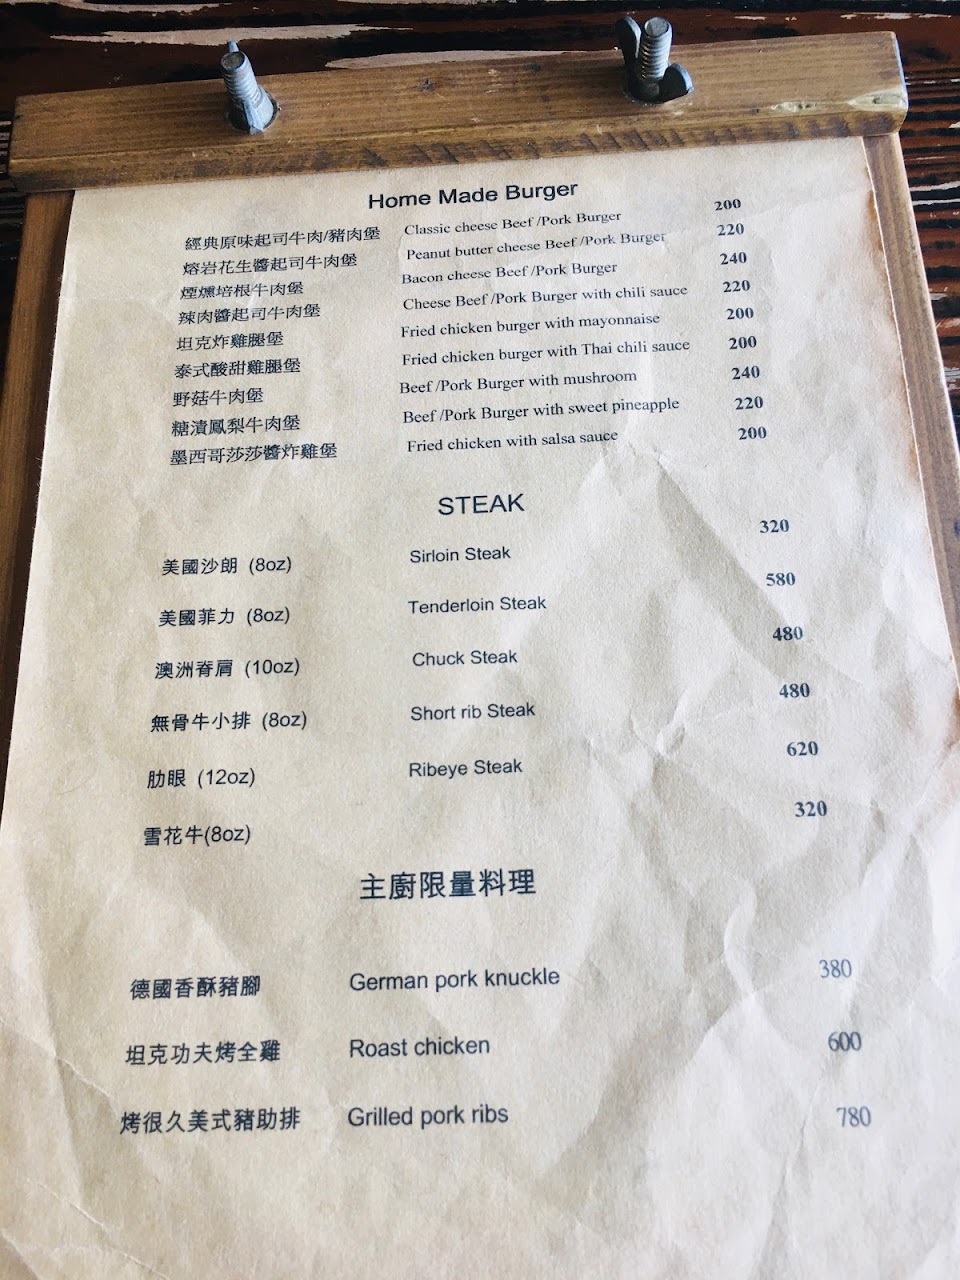 Home Made Burger
經典原味起司牛肉/豬肉堡 Classic cheese Beef /Pork Burger 200
熔岩花生醬起司牛肉堡 Peanut butter cheese Beef /Pork Burger 220
煙燻培根牛肉堡 Bacon cheese Beef /Pork Burger 240
辣肉醬起司牛肉堡 Cheese Beef /Pork Burger with chili sauce 220
坦克炸雞腿堡 Fried chicken burger with mayonnaise 200
泰式酸甜雞腿堡 Fried chicken burger with Thai chili sauce 200
野菇牛肉堡 Beef /Pork Burger with mushroom 240
糖漬鳳梨牛肉堡 Beef /Pork Burger with sweet pineapple 220
墨西哥莎莎醬炸雞堡 Fried chicken with salsa sauce 200
STEAK
美國沙朗 (8oz) Sirloin Steak 320
美國菲力 (8oz) Tenderloin Steak 580
澳洲脊肩 (10oz) Chuck Steak 480
無骨牛小排 (8oz) Short rib Steak 480
肋眼 (12oz) Ribeye Steak 620
雪花牛(8oz) 320
主廚限量料理
德國香酥豬腳 German pork knuckle 380
坦克功夫烤全雞 Roast chicken 600
烤很久美式豬助排 Grilled pork ribs 780